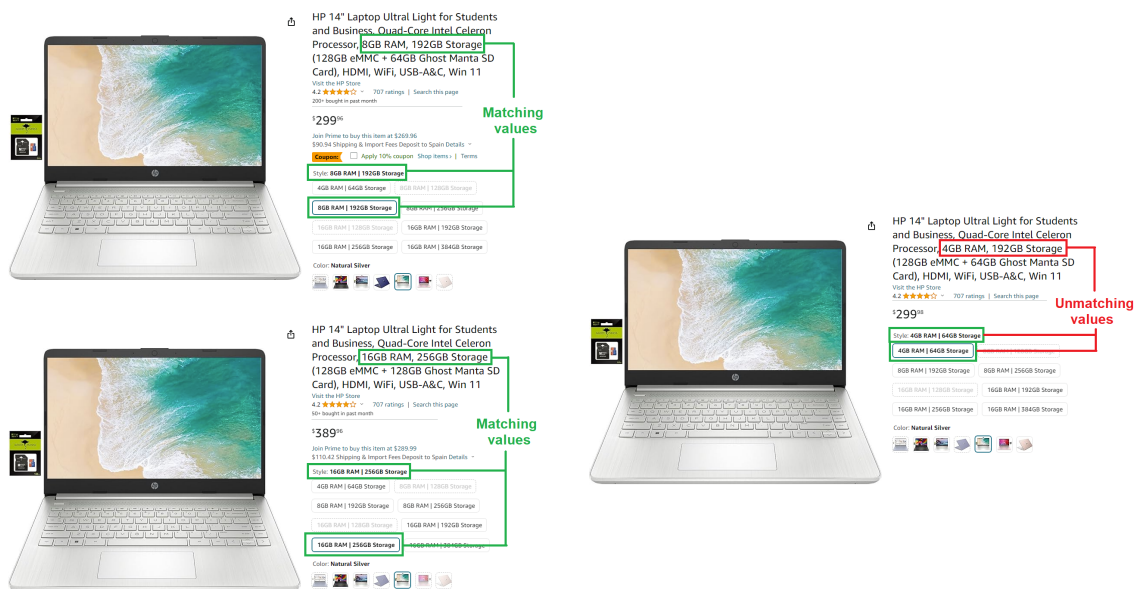 HP 14" Laptop Ultral Light for Students
and Business, Quad-Core Intel Celeron
Processor, 8GB RAM, 192GB Storage
(128GB eMMC + 64GB Ghost Manta SD
Card), HDMI, WiFi, USB-A&C, Win 11
Visit the HP Store
4.2 707 ratings | Search this page
200+ bought in past month
$299⁹⁶
Join Prime to buy this item at $269.96
$90.94 Shipping & Import Fees Deposit to Spain Details
Coupon: Apply 10% coupon Shop items › | Terms
Style: 8GB RAM | 192GB Storage
4GB RAM | 64GB Storage 8GB RAM | 128GB Storage
8GB RAM | 192GB Storage 8GB RAM | 256GB Storage
16GB RAM | 128GB Storage 16GB RAM | 192GB Storage
16GB RAM | 256GB Storage 16GB RAM | 384GB Storage
Color: Natural Silver
Matching
values
HP 14" Laptop Ultral Light for Students
and Business, Quad-Core Intel Celeron
Processor, 16GB RAM, 256GB Storage
(128GB eMMC + 128GB Ghost Manta SD
Card), HDMI, WiFi, USB-A&C, Win 11
Visit the HP Store
4.2 707 ratings | Search this page
50+ bought in past month
$389⁹⁶
Join Prime to buy this item at $289.99
$110.42 Shipping & Import Fees Deposit to Spain Details
Style: 16GB RAM | 256GB Storage
4GB RAM | 64GB Storage 8GB RAM | 128GB Storage
8GB RAM | 192GB Storage 8GB RAM | 256GB Storage
16GB RAM | 128GB Storage 16GB RAM | 192GB Storage
16GB RAM | 256GB Storage 16GB RAM | 384GB Storage
Color: Natural Silver
Matching
values
HP 14" Laptop Ultral Light for Students
and Business, Quad-Core Intel Celeron
Processor, 4GB RAM, 192GB Storage
(128GB eMMC + 64GB Ghost Manta SD
Card), HDMI, WiFi, USB-A&C, Win 11
Visit the HP Store
4.2 707 ratings | Search this page
$299⁹⁸
Style: 4GB RAM | 64GB Storage
4GB RAM | 64GB Storage
8GB RAM | 192GB Storage 8GB RAM | 256GB Storage
16GB RAM | 128GB Storage 16GB RAM | 192GB Storage
16GB RAM | 256GB Storage 16GB RAM | 384GB Storage
Color: Natural Silver
Unmatching
values